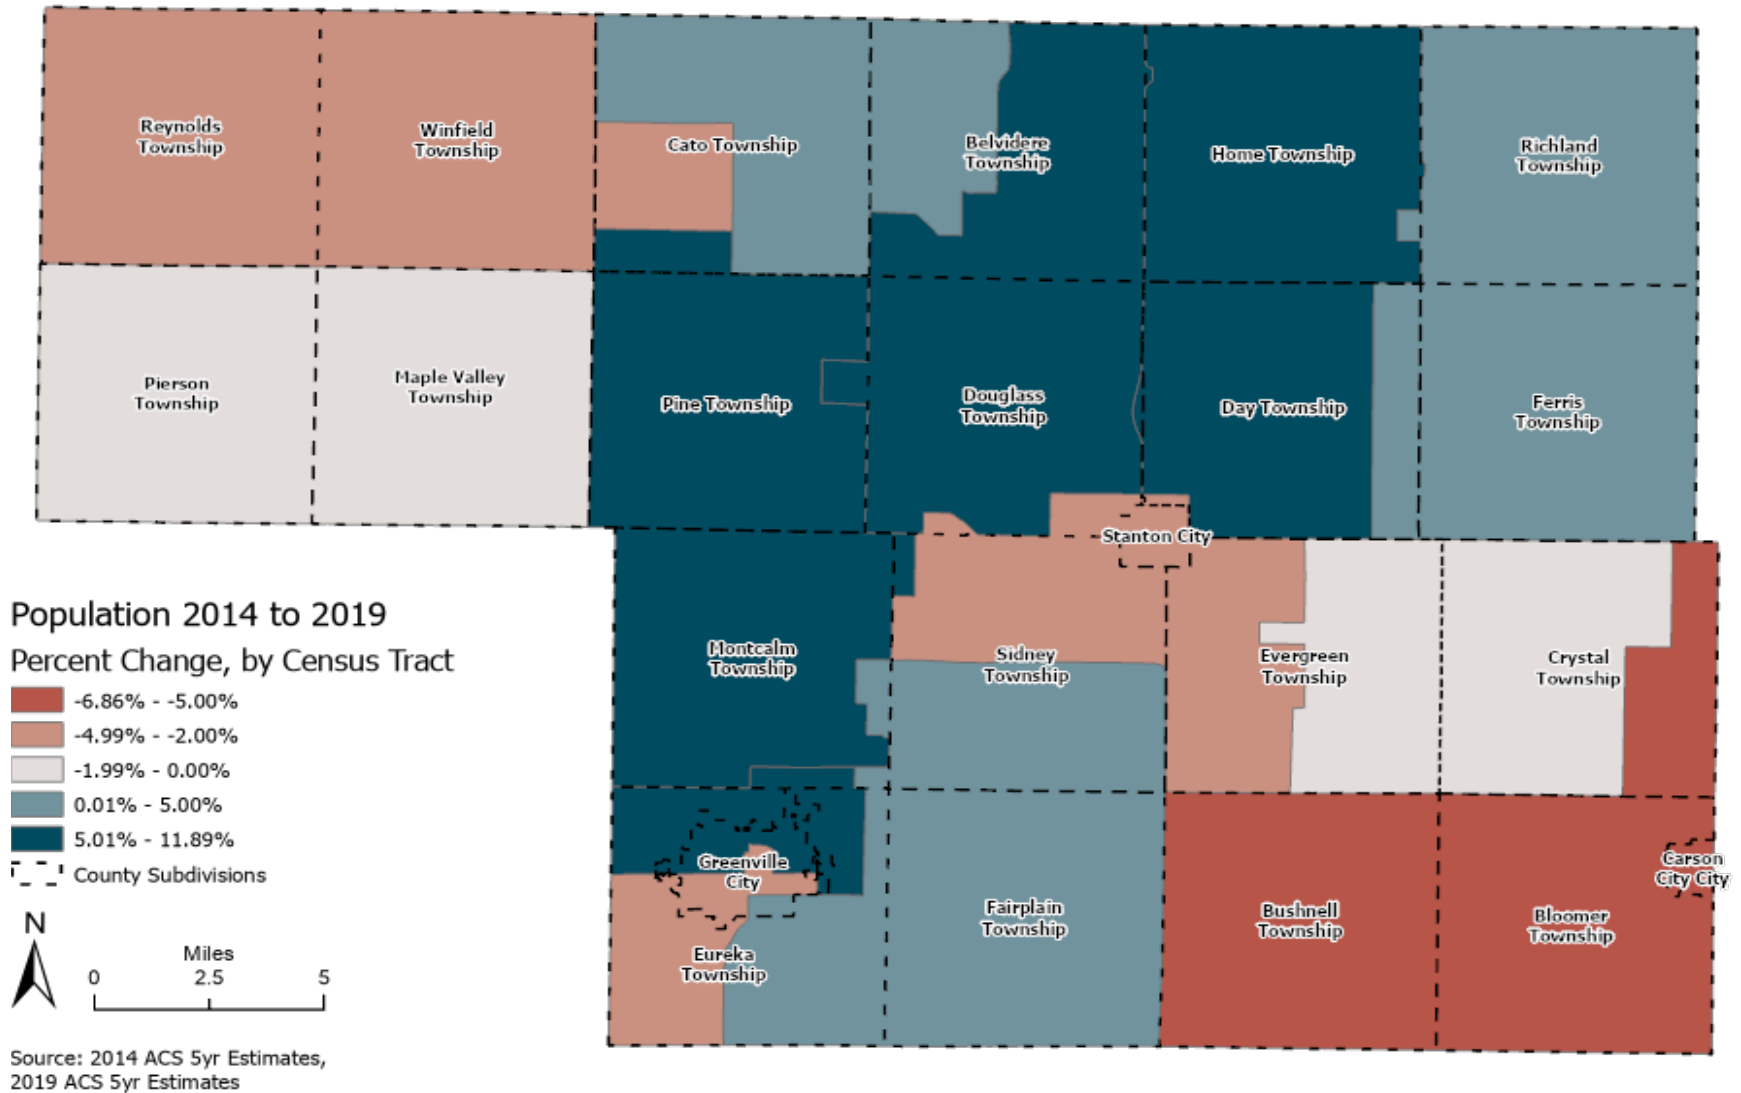 Reynolds
Township
Winfield
Township
Cato Township
Belvidere
Township
Home Township
Richland
Township
Pierson
Township
Maple Valley
Township
Pine Township
Douglass
Township
Day Township
Ferris
Township
Stanton City
Montcalm
Township
Sidney
Township
Evergreen
Township
Crystal
Township
Greenville
City
Eureka
Township
Fairplain
Township
Bushnell
Township
Bloomer
Township
Carson
City City
Population 2014 to 2019
Percent Change, by Census Tract
-6.86% - -5.00%
-4.99% - -2.00%
-1.99% - 0.00%
0.01% - 5.00%
5.01% - 11.89%
County Subdivisions
N
Miles
0 2.5 5
Source: 2014 ACS 5yr Estimates,
2019 ACS 5yr Estimates